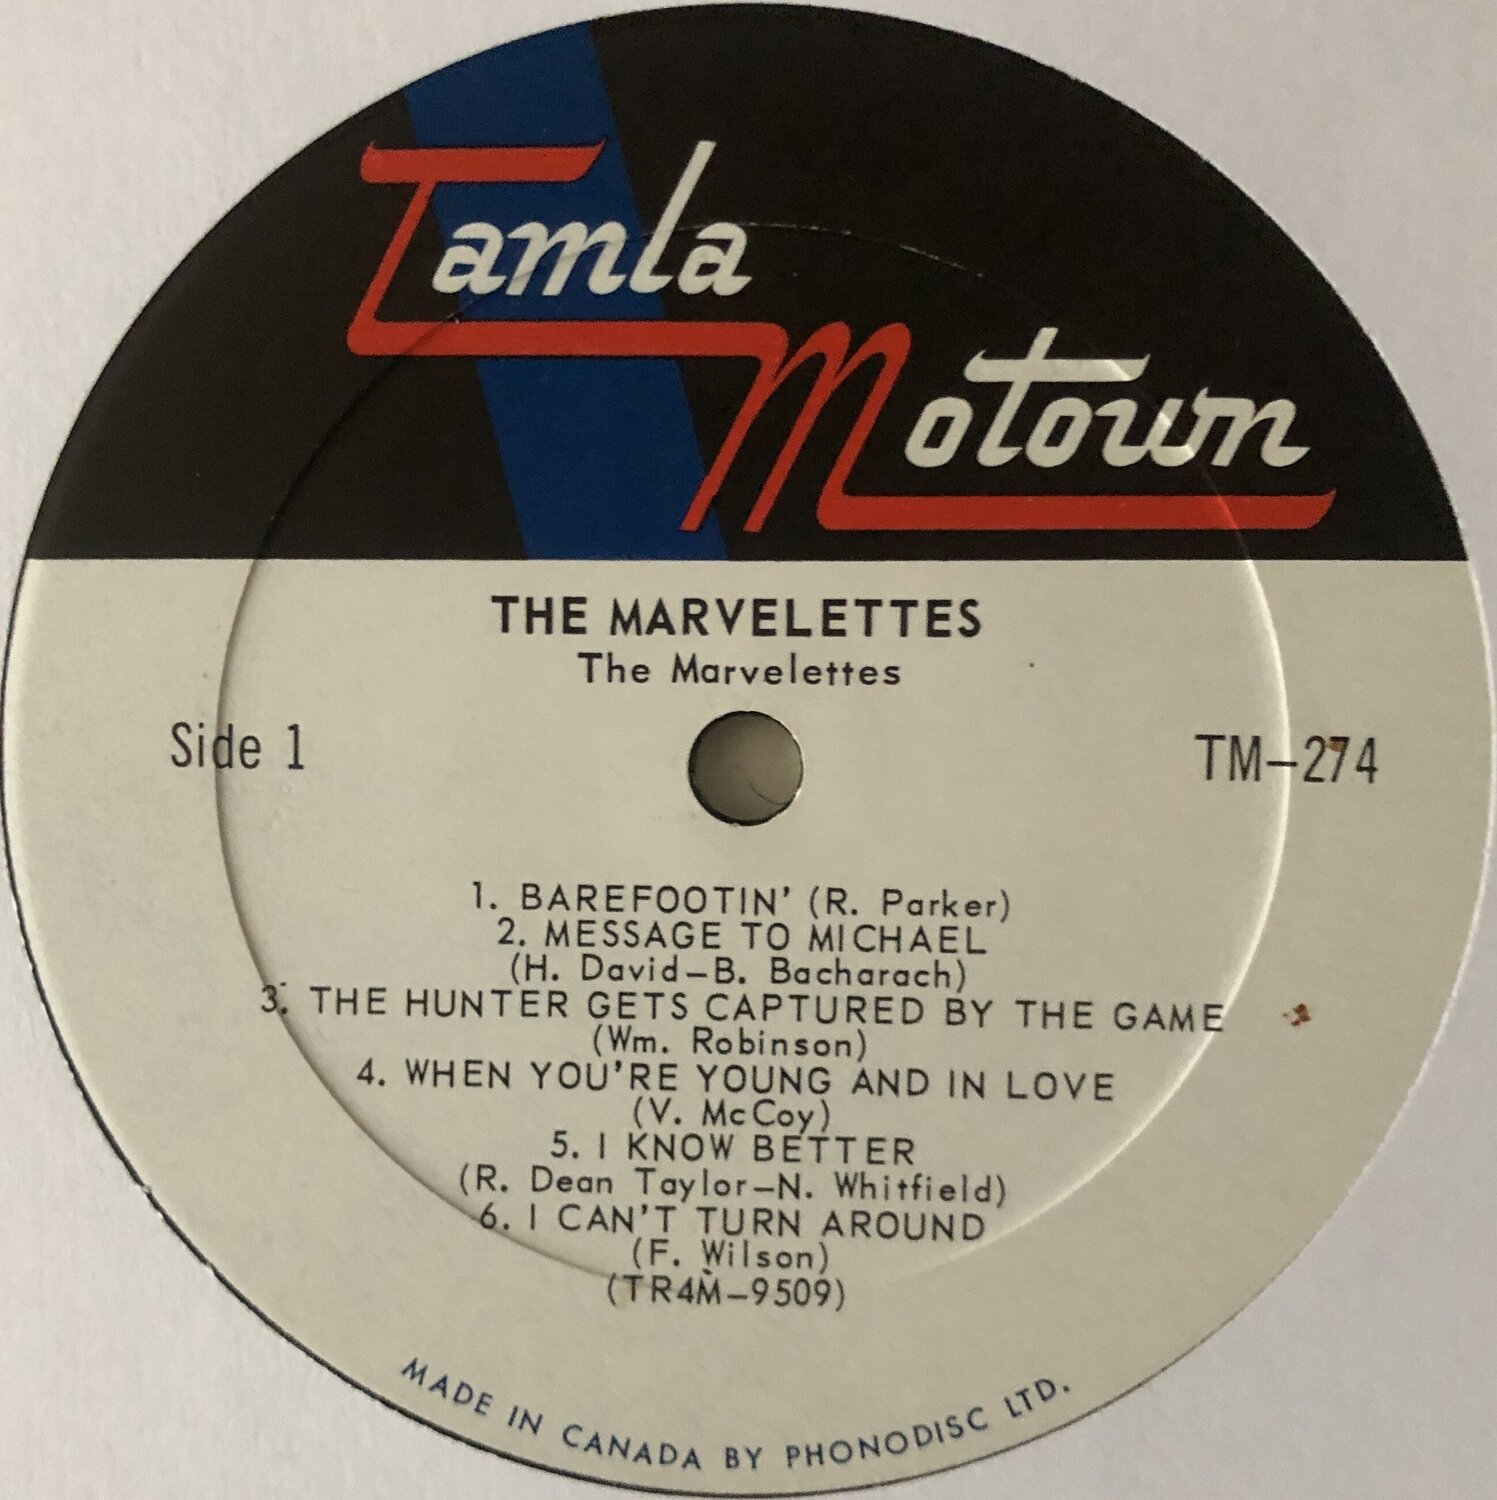 Tamla
Motown
THE MARVELETTES
The Marvelettes
Side 1
TM-274
1. BAREFOOTIN' (R. Parker)
2. MESSAGE TO MICHAEL
(H. David-B. Bacharach)
3. THE HUNTER GETS CAPTURED BY THE GAME
(Wm. Robinson)
4. WHEN YOU'RE YOUNG AND IN LOVE
(V. McCoy)
5. I KNOW BETTER
(R. Dean Taylor-N. Whitfield)
6. I CAN'T TURN AROUND
(F. Wilson)
(TR4M-9509)
MADE IN CANADA BY PHONODISC LTD.